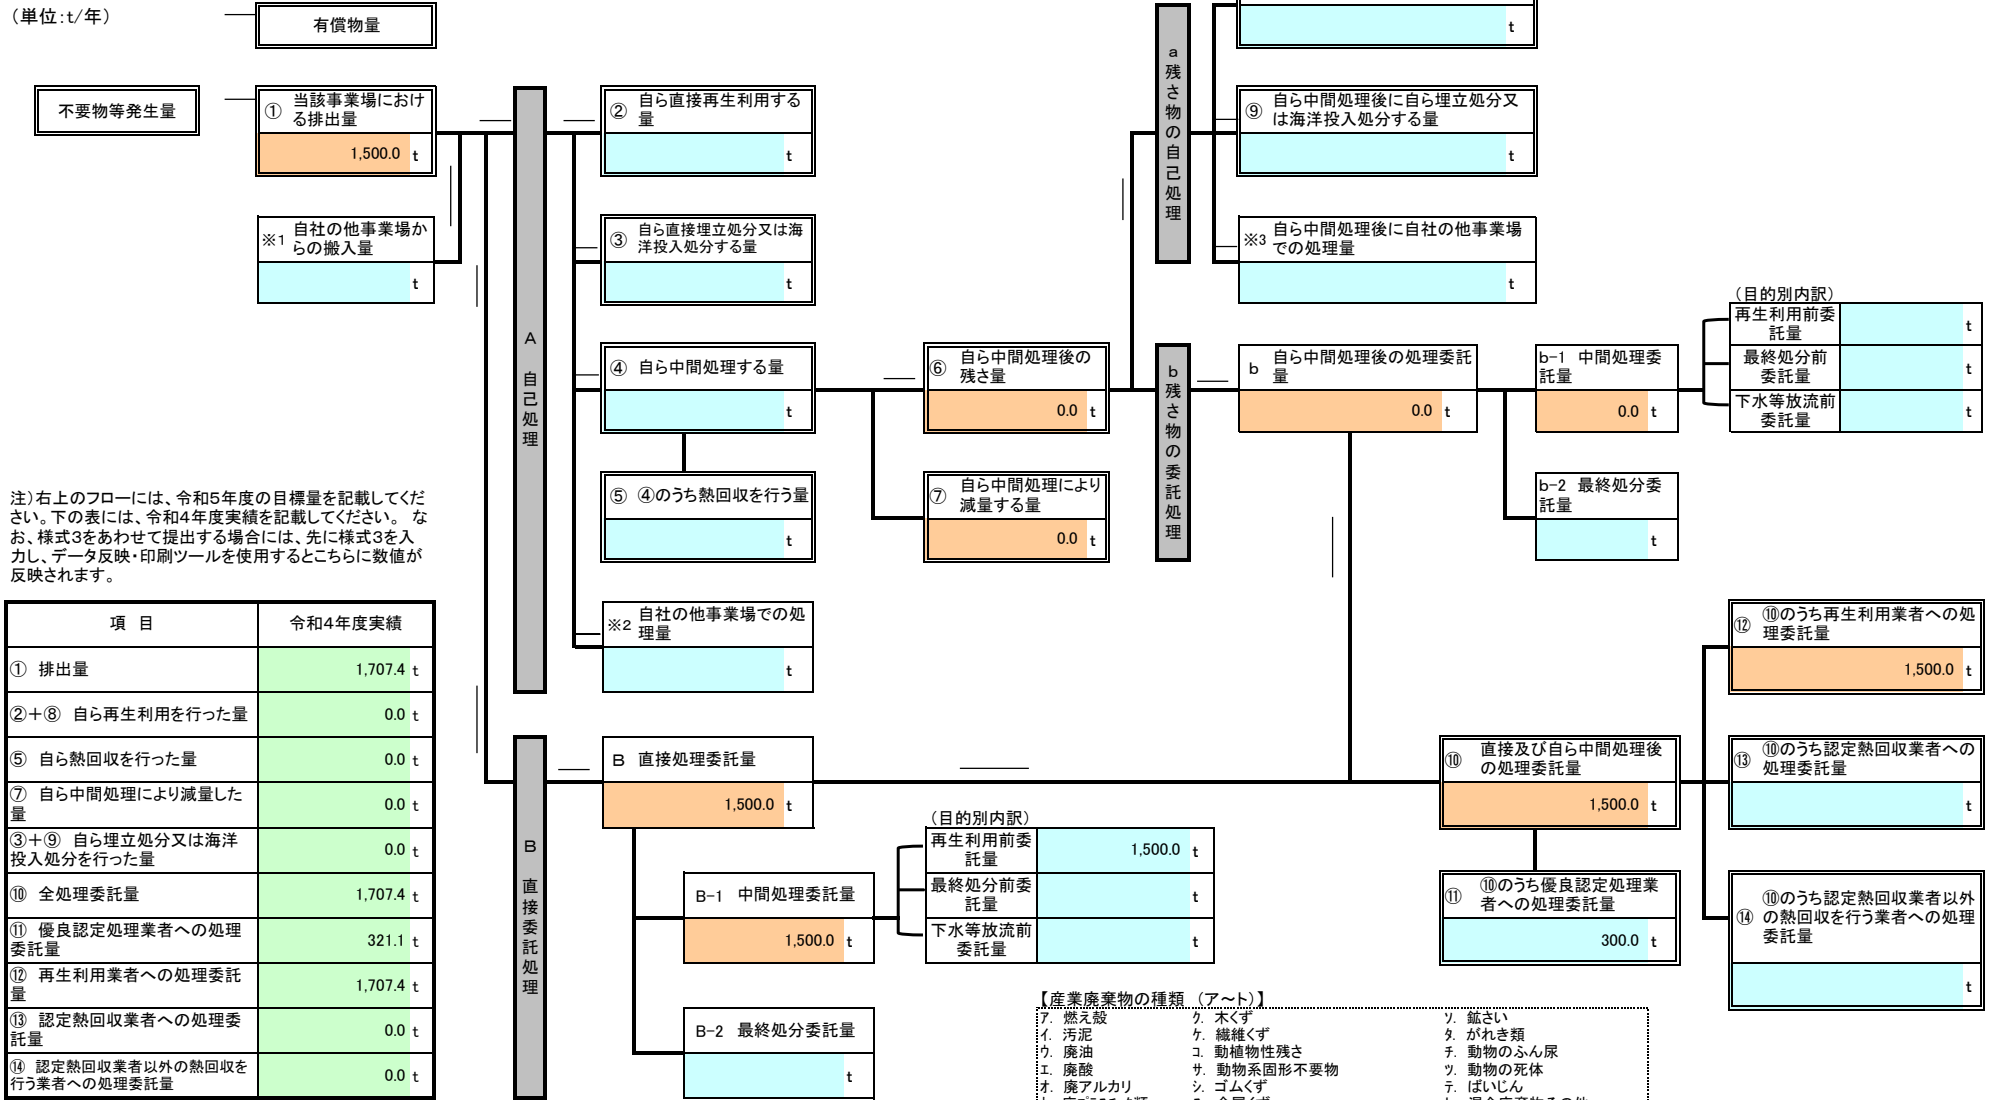 （単位：t/年）
有償物量
t
不要物等発生量
① 当該事業場におけ
る排出量
1,500.0 t
※1 自社の他事業場か
らの搬入量
t
A 自己処理
② 自ら直接再生利用する
量
t
③ 自ら直接埋立処分又は海
洋投入処分する量
t
④ 自ら中間処理する量
t
⑤ ④のうち熱回収を行う量
t
※2 自社の他事業場での処
理量
t
⑥ 自ら中間処理後の
残さ量
0.0 t
⑦ 自ら中間処理により
減量する量
0.0 t
a 残さ物の自己処理
⑨ 自ら中間処理後に自ら埋立処分又
は海洋投入処分する量
t
※3 自ら中間処理後に自社の他事業場
での処理量
t
b 残さ物の委託処理
b 自ら中間処理後の処理委託
量
0.0 t
b-1 中間処理委
託量
0.0 t
（目的別内訳）
再生利用前委
託量
t
最終処分前
委託量
t
下水等放流前
委託量
t
b-2 最終処分委
託量
t
注）右上のフローには、令和5年度の目標量を記載してくだ
さい。下の表には、令和4年度実績を記載してください。 な
お、様式3をあわせて提出する場合には、先に様式3を入
力し、データ反映・印刷ツールを使用するとこちらに数値が
反映されます。
項 目 令和4年度実績
① 排出量 1,707.4 t
②＋⑧ 自ら再生利用を行った量 0.0 t
⑤ 自ら熱回収を行った量 0.0 t
⑦ 自ら中間処理により減量した
量 0.0 t
③＋⑨ 自ら埋立処分又は海洋
投入処分を行った量 0.0 t
⑩ 全処理委託量 1,707.4 t
⑪ 優良認定処理業者への処理
委託量 321.1 t
⑫ 再生利用業者への処理委託
量 1,707.4 t
⑬ 認定熱回収業者への処理委
託量 0.0 t
⑭ 認定熱回収業者以外の熱回収を
行う業者への処理委託量 0.0 t
B 直接委託処理
B 直接処理委託量
1,500.0 t
B-1 中間処理委託量
1,500.0 t
（目的別内訳）
再生利用前委
託量
1,500.0 t
最終処分前委
託量
t
下水等放流前
委託量
t
B-2 最終処分委託量
t
⑩ 直接及び自ら中間処理後
の処理委託量
1,500.0 t
⑪ ⑩のうち優良認定処理業
者への処理委託量
300.0 t
⑫ ⑩のうち再生利用業者への処
理委託量
1,500.0 t
⑬ ⑩のうち認定熱回収業者への
処理委託量
t
⑭ ⑩のうち認定熱回収業者以外
の熱回収を行う業者への処理
委託量
t
【産業廃棄物の種類 （ア～ト）】
ｱ. 燃え殻 ｸ. 木くず ｿ. 鉱さい
ｲ. 汚泥 ｹ. 繊維くず ﾀ. がれき類
ｳ. 廃油 ｺ. 動植物性残さ ﾁ. 動物のふん尿
ｴ. 廃酸 ｻ. 動物系固形不要物 ﾂ. 動物の死体
ｵ. 廃アルカリ ｼ. ゴムくず ﾃ. ばいじん